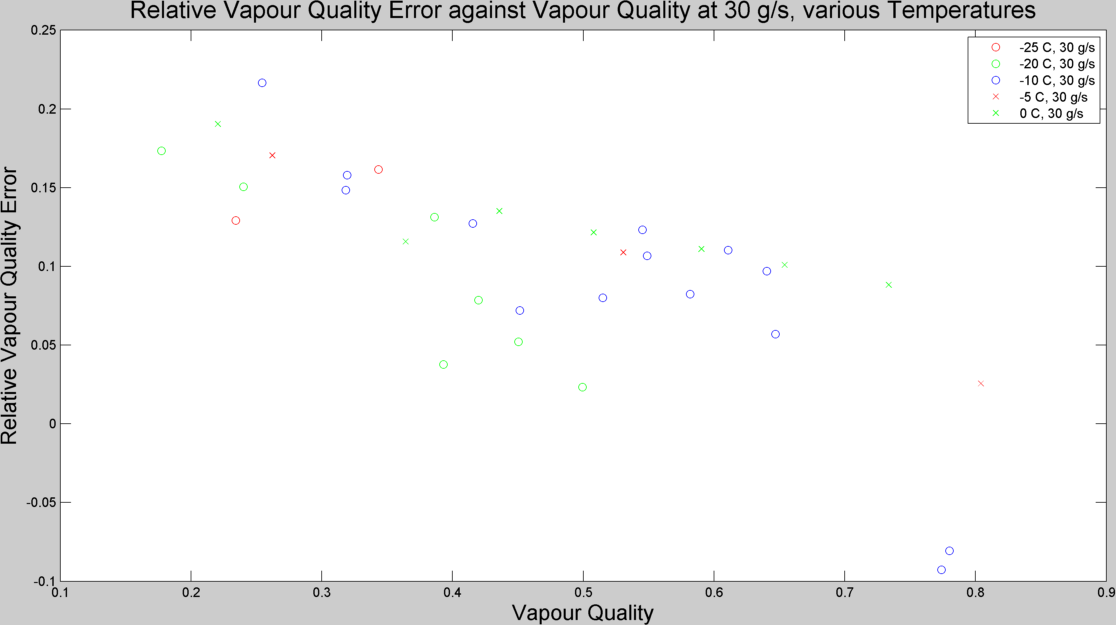 Relative Vapour Quality Error against Vapour Quality at 30 g/s, various Temperatures
0.25
-25 C, 30 g/s
-20 C, 30 g/s
-10 C, 30 g/s
-5 C, 30 g/s
0 C, 30 g/s
0.2
0.15
0.1
0.05
0
-0.05
-0.1
Relative Vapour Quality Error
0.1 0.2 0.3 0.4 0.5 0.6 0.7 0.8 0.9
Vapour Quality